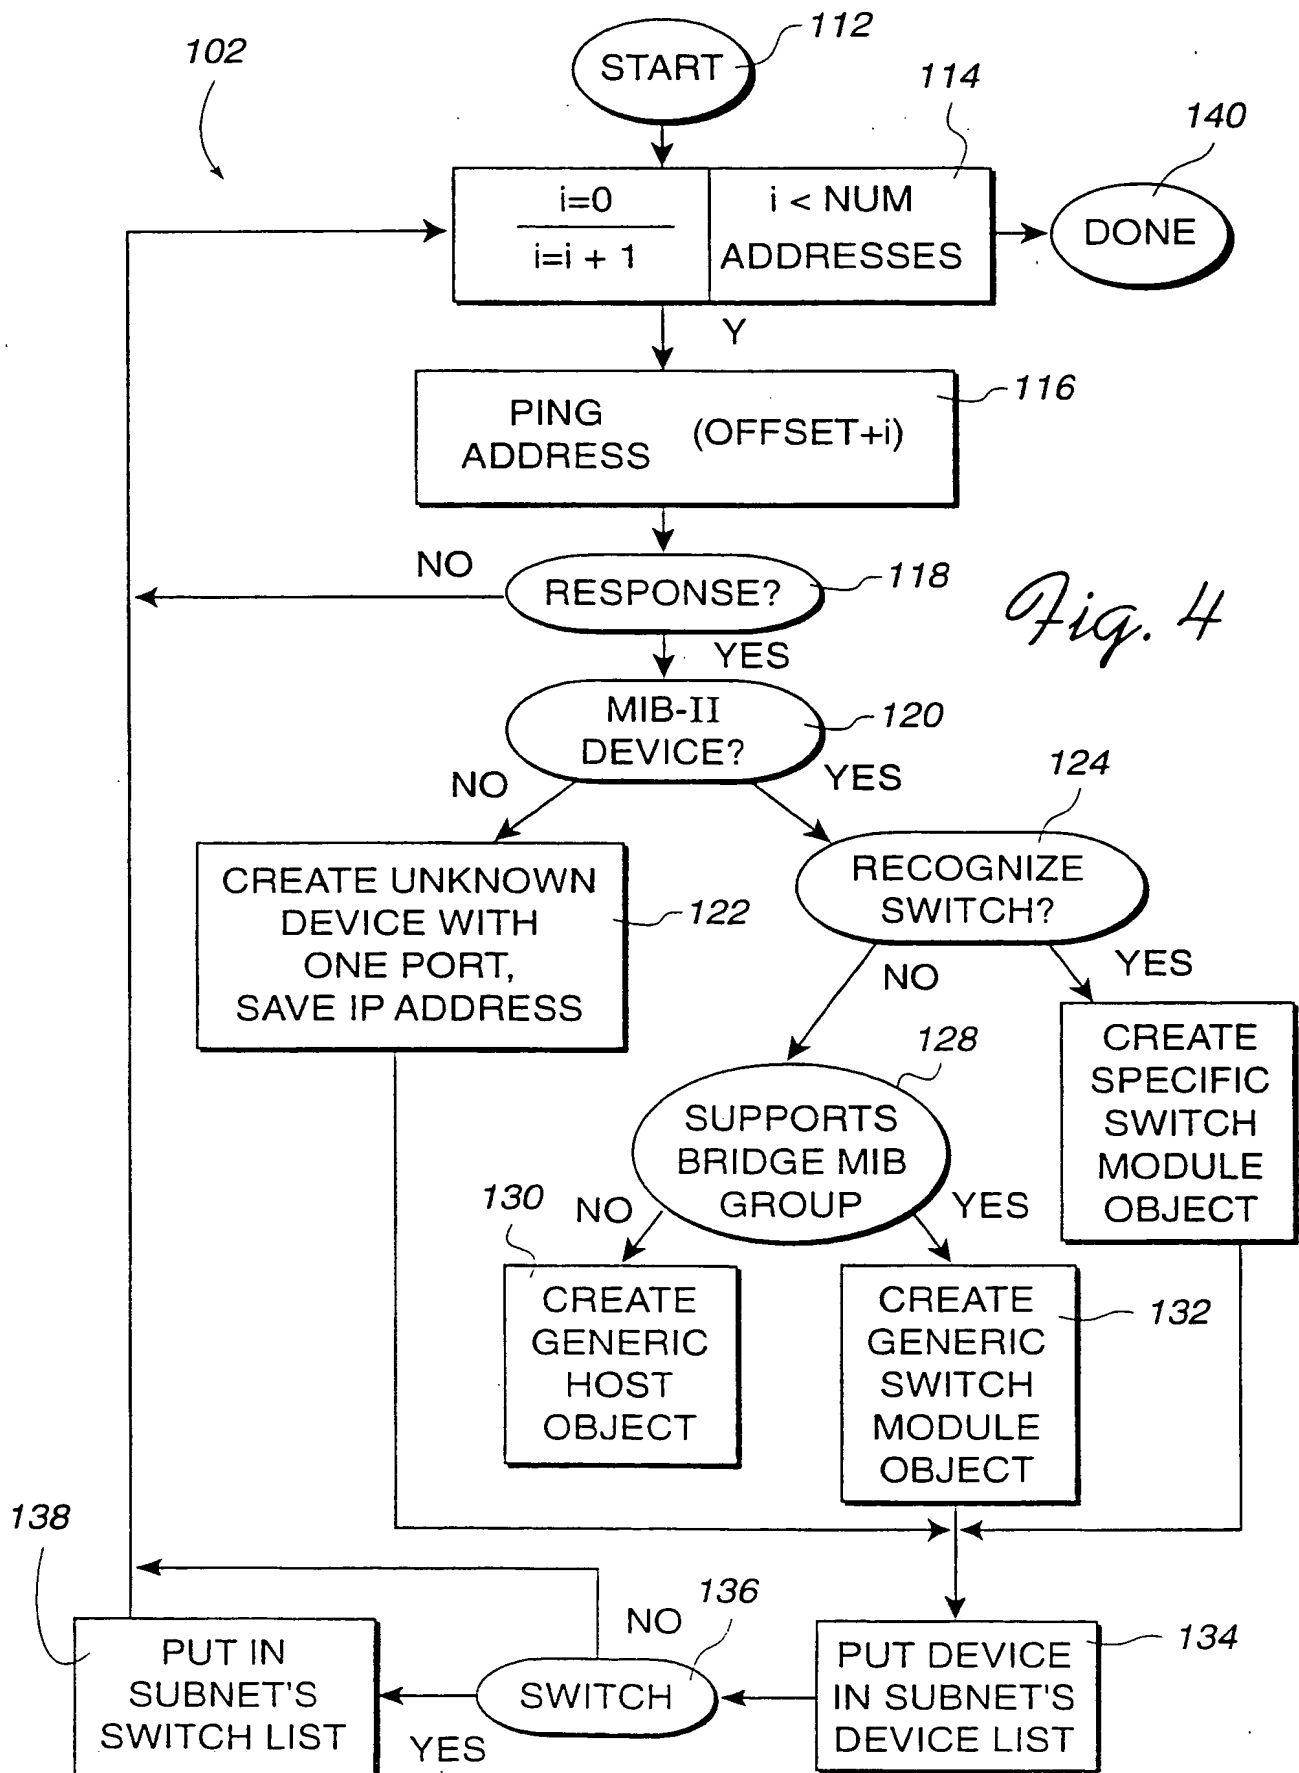 102
START
112
114
140
i=0
i=i + 1
i < NUM
ADDRESSES
DONE
Y
PING
ADDRESS
(OFFSET+i)
116
NO
RESPONSE?
118
Fig. 4
YES
MIB-II
DEVICE?
120
NO
YES
124
CREATE UNKNOWN
DEVICE WITH
ONE PORT,
SAVE IP ADDRESS
122
RECOGNIZE
SWITCH?
NO
YES
128
SUPPORTS
BRIDGE MIB
GROUP
CREATE
SPECIFIC
SWITCH
MODULE
OBJECT
130
NO
YES
CREATE
GENERIC
HOST
OBJECT
CREATE
GENERIC
SWITCH
MODULE
OBJECT
132
138
NO
136
134
PUT IN
SUBNET'S
SWITCH LIST
YES
SWITCH
PUT DEVICE
IN SUBNET'S
DEVICE LIST